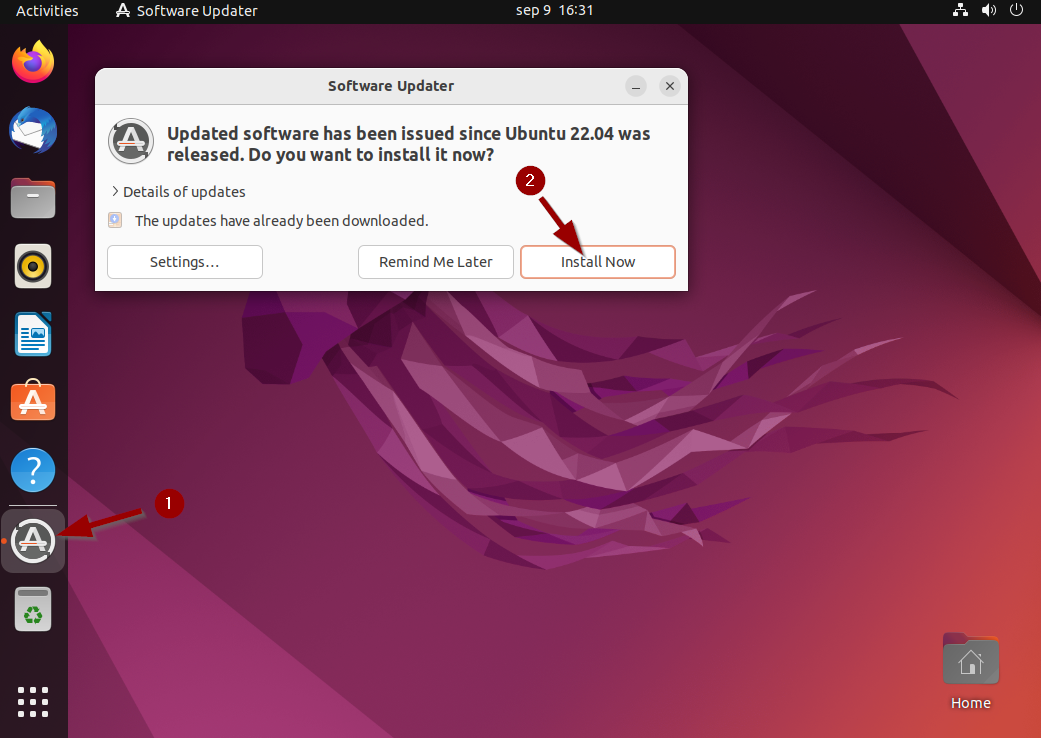 Activities
Software Updater
sep 9 16:31
Software Updater
Updated software has been issued since Ubuntu 22.04 was
released. Do you want to install it now?
Details of updates
The updates have already been downloaded.
Settings…
Remind Me Later
Install Now
2
1
?
Home